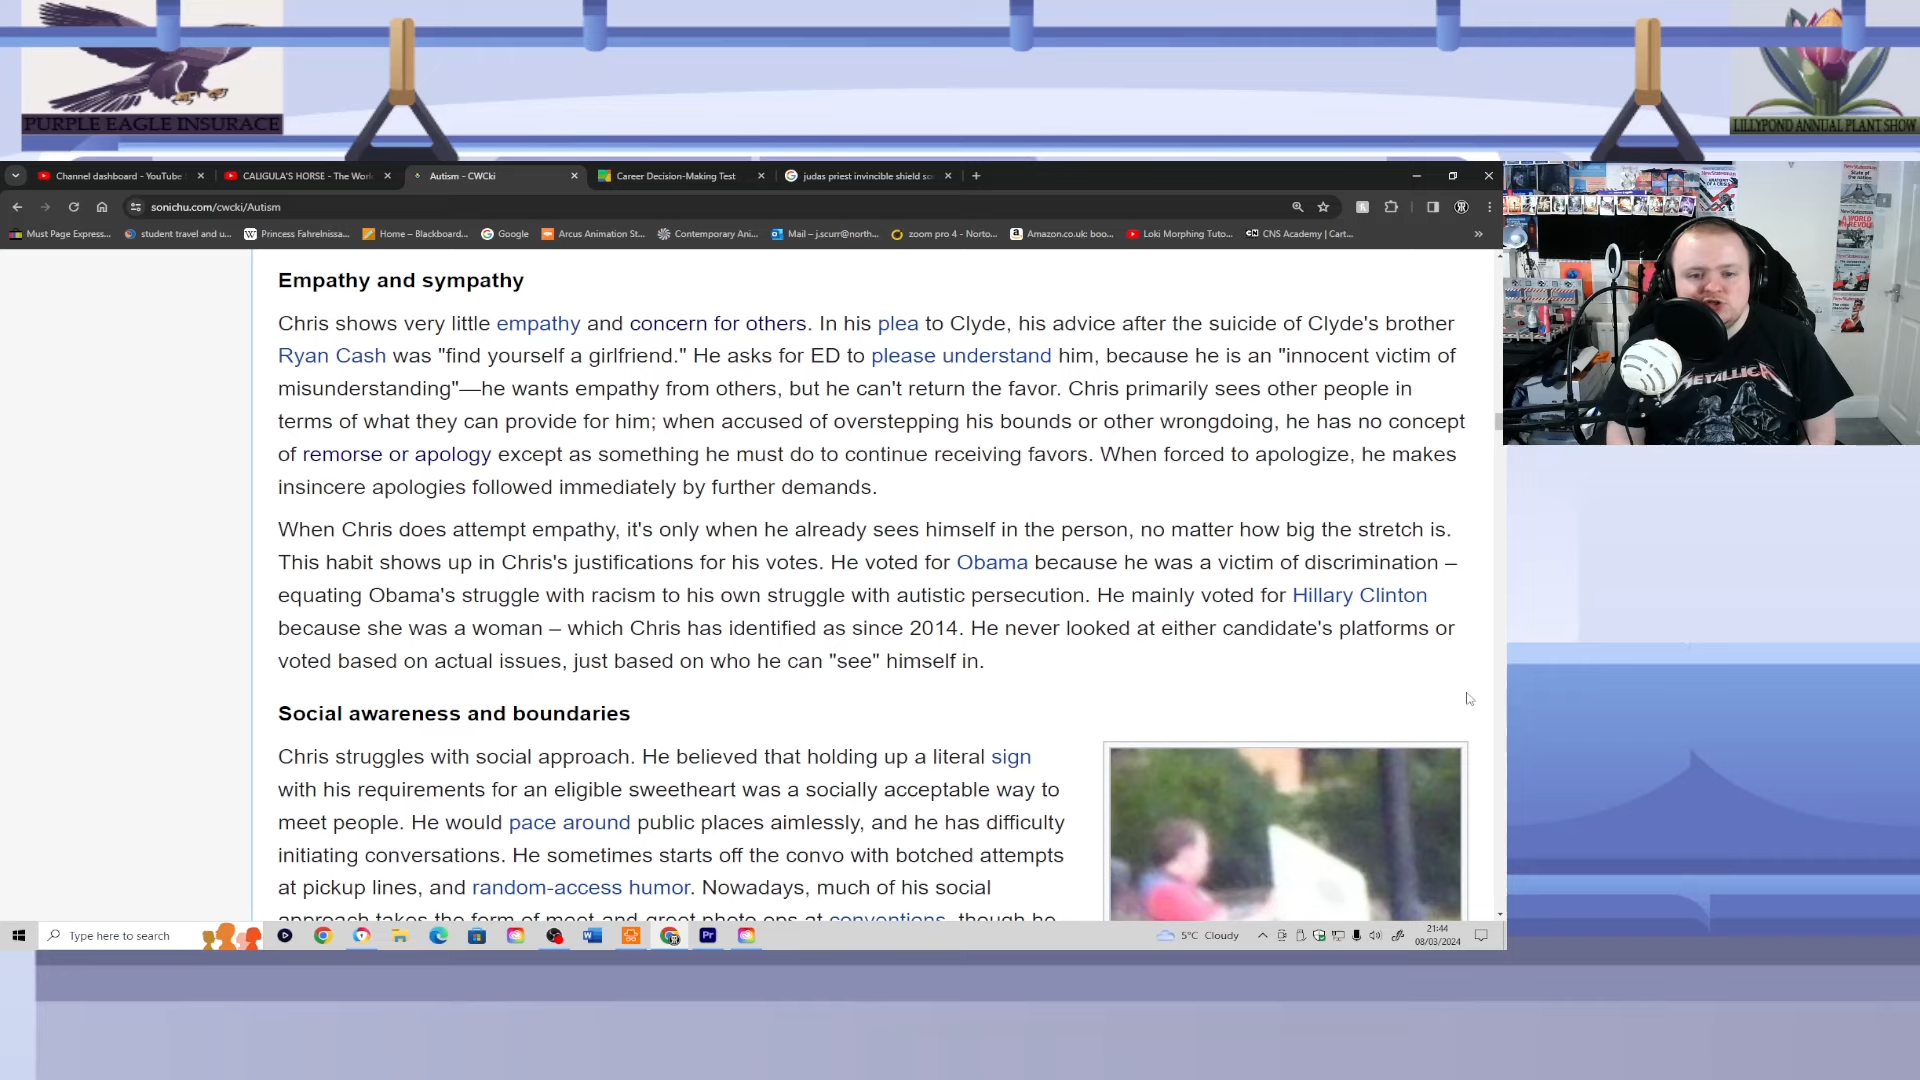 PURPLE EAGLE INSURACE
LILLYPOND ANNUAL PLANT SHOW
Channel dashboard - YouTube
CALIGULA'S HORSE - The Worl
Autism - CWCki
Career Decision-Making Test
judas priest invincible shield so
sonichu.com/cwcki/Autism
Must Page Express...
student travel and u...
Princess Fahrelnissa...
Home – Blackboard...
Google
Arcus Animation St...
Contemporary Ani...
Mail – j.scurr@north...
zoom pro 4 - Norto...
Amazon.co.uk: boo...
Loki Morphing Tuto...
CNS Academy | Cart...
Empathy and sympathy
Chris shows very little empathy and concern for others. In his plea to Clyde, his advice after the suicide of Clyde's brother
Ryan Cash was "find yourself a girlfriend." He asks for ED to please understand him, because he is an "innocent victim of
misunderstanding"—he wants empathy from others, but he can't return the favor. Chris primarily sees other people in
terms of what they can provide for him; when accused of overstepping his bounds or other wrongdoing, he has no concept
of remorse or apology except as something he must do to continue receiving favors. When forced to apologize, he makes
insincere apologies followed immediately by further demands.
When Chris does attempt empathy, it's only when he already sees himself in the person, no matter how big the stretch is.
This habit shows up in Chris's justifications for his votes. He voted for Obama because he was a victim of discrimination –
equating Obama's struggle with racism to his own struggle with autistic persecution. He mainly voted for Hillary Clinton
because she was a woman – which Chris has identified as since 2014. He never looked at either candidate's platforms or
voted based on actual issues, just based on who he can "see" himself in.
Social awareness and boundaries
Chris struggles with social approach. He believed that holding up a literal sign
with his requirements for an eligible sweetheart was a socially acceptable way to
meet people. He would pace around public places aimlessly, and he has difficulty
initiating conversations. He sometimes starts off the convo with botched attempts
at pickup lines, and random-access humor. Nowadays, much of his social
approach takes the form of meet-and-greet photo ops at conventions, though he
METALLICA
Type here to search
5°C Cloudy
21:44
08/03/2024